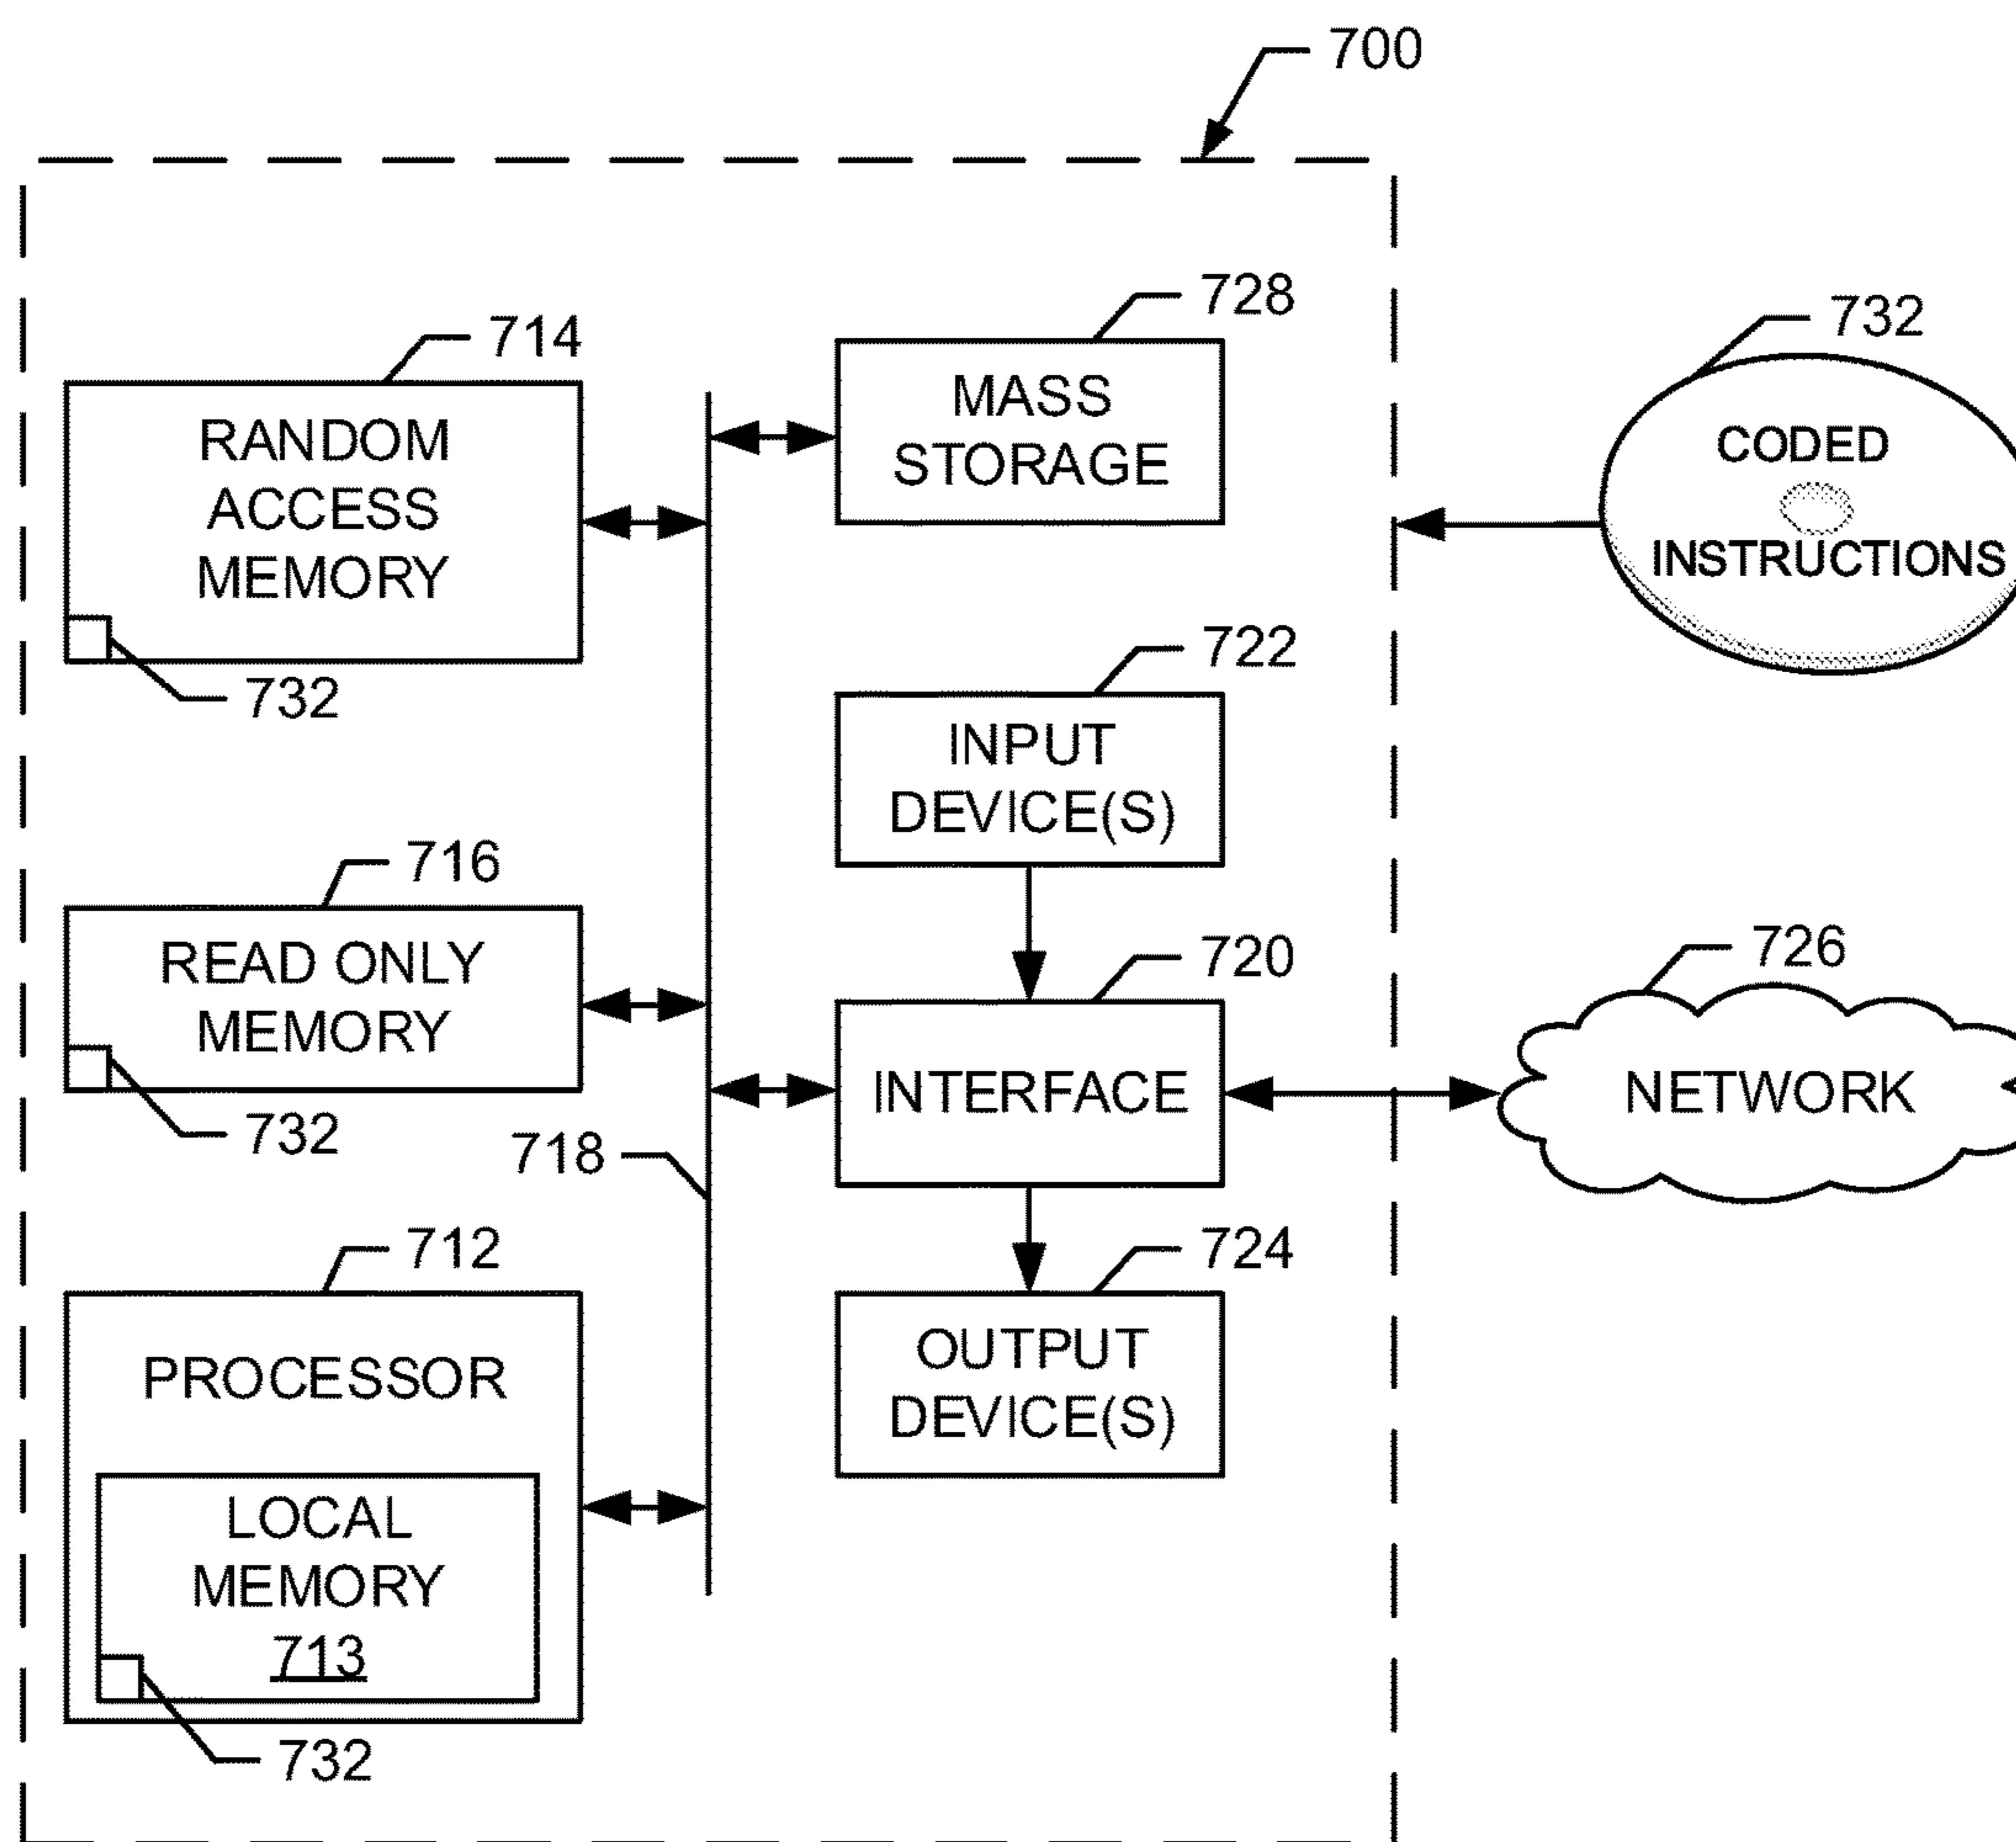 700
728
714
732
MASS
STORAGE
RANDOM
ACCESS
MEMORY
CODED
INSTRUCTIONS
732
722
INPUT
DEVICE(S)
716
READ ONLY
MEMORY
720
726
INTERFACE
NETWORK
732
718
712
724
PROCESSOR
OUTPUT
DEVICE(S)
LOCAL
MEMORY
713
732